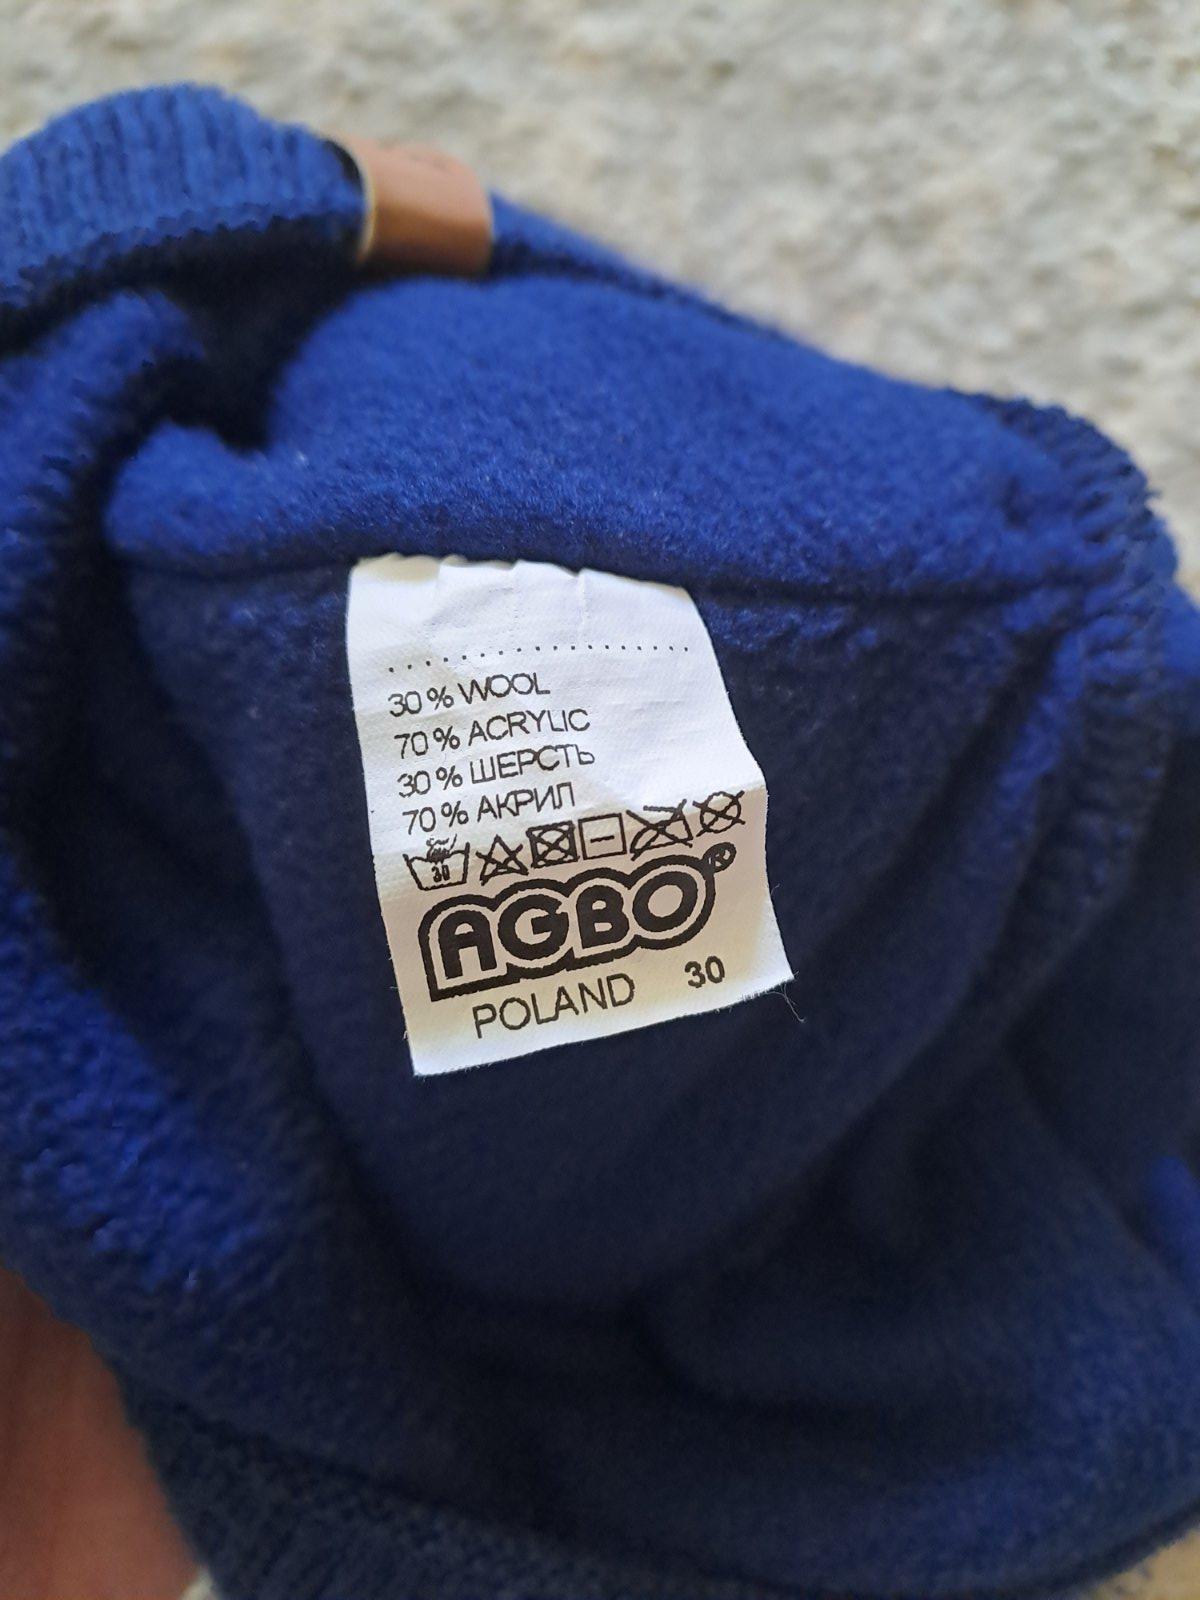 30 % WOOL
70 % ACRYLIC
30 % ШЕРСТЬ
70 % АКРИЛ
30
AGBO®
POLAND 30